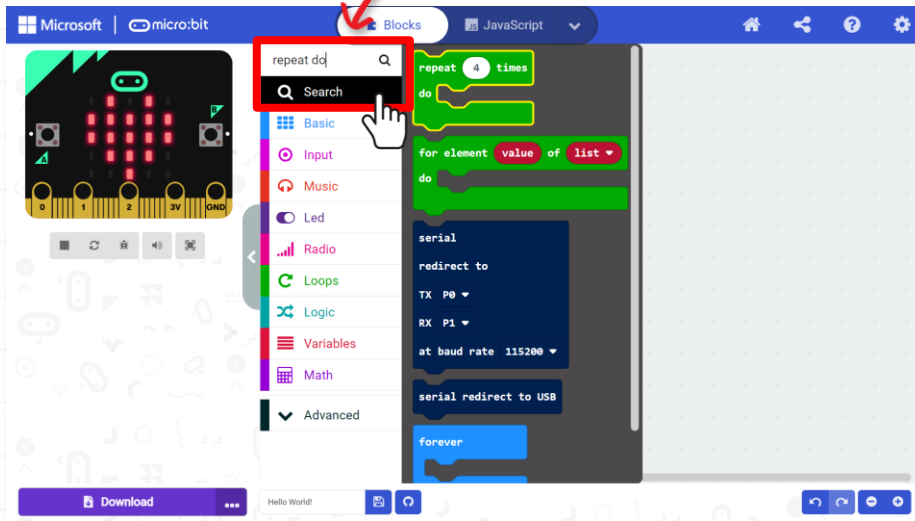 Microsoft micro:bit Blocks JavaScript
repeat do
Search
Basic
Input
Music
Led
Radio
Loops
Logic
Variables
Math
Advanced
repeat 4 times
do
for element value of list
do
serial
redirect to
TX P0
RX P1
at baud rate 115200
serial redirect to USB
forever
A
B
0 1 2 3V GND
Download
Hello World!